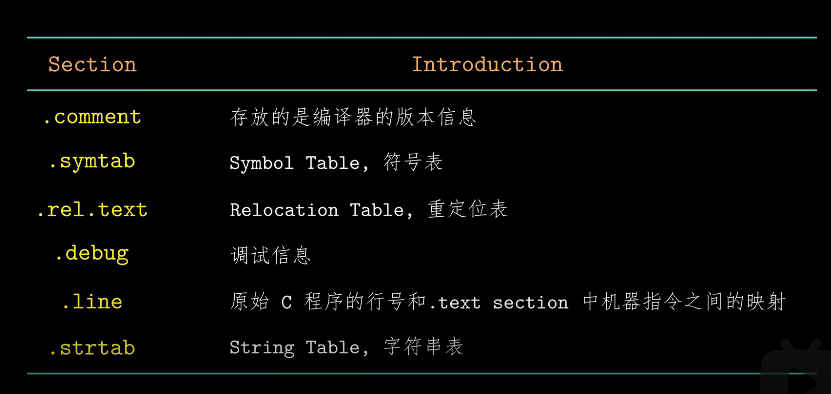 Section Introduction
.comment 存放的是编译器的版本信息
.symtab Symbol Table, 符号表
.rel.text Relocation Table, 重定位表
.debug 调试信息
.line 原始 C 程序的行号和.text section 中机器指令之间的映射
.strtab String Table, 字符串表